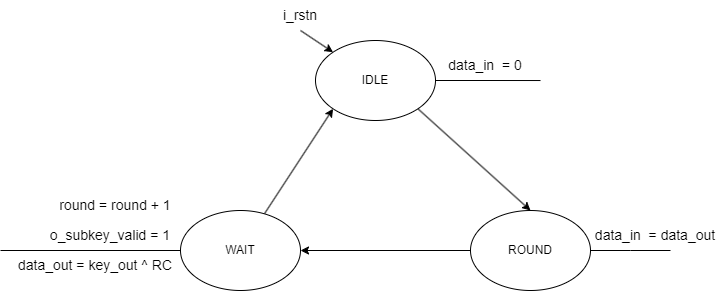 i_rstn
IDLE
data_in  = 0
round = round + 1
o_subkey_valid = 1
data_out = key_out ^ RC
WAIT
ROUND
data_in  = data_out